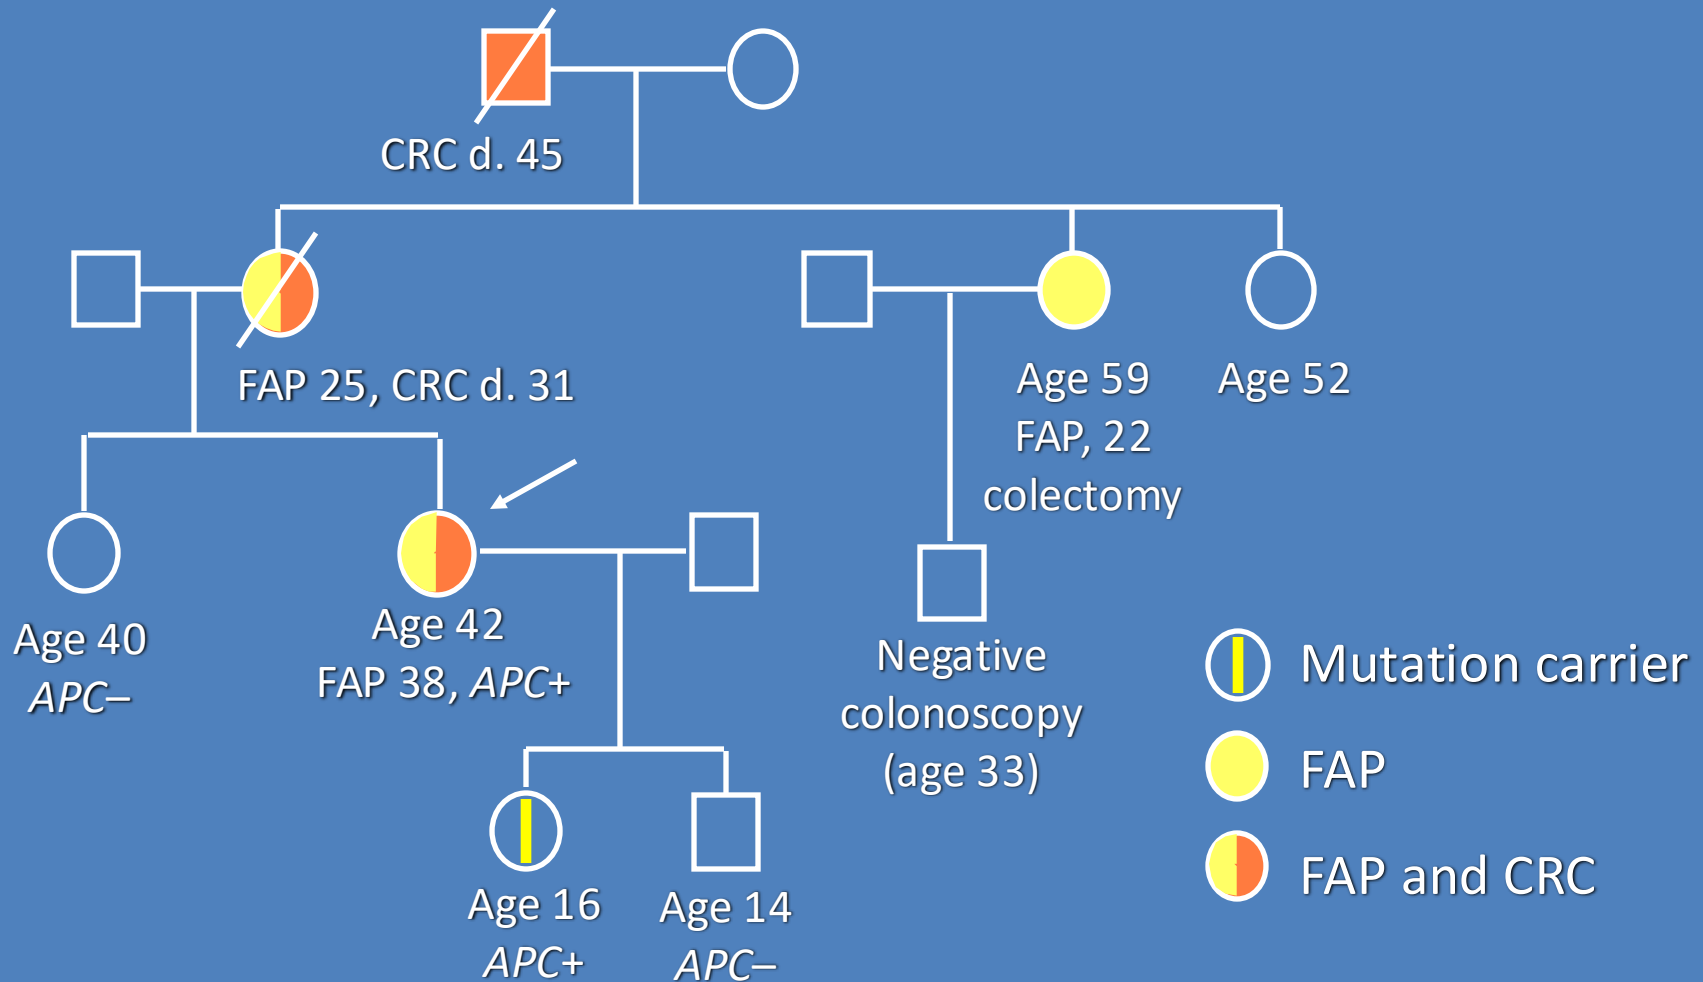 CRC d. 45
FAP 25, CRC d. 31
Age 59
FAP, 22
colectomy
Age 52
Age 40
APC–
Age 42
FAP 38, APC+
Negative
colonoscopy
(age 33)
Age 16
APC+
Age 14
APC–
Mutation carrier
FAP
FAP and CRC